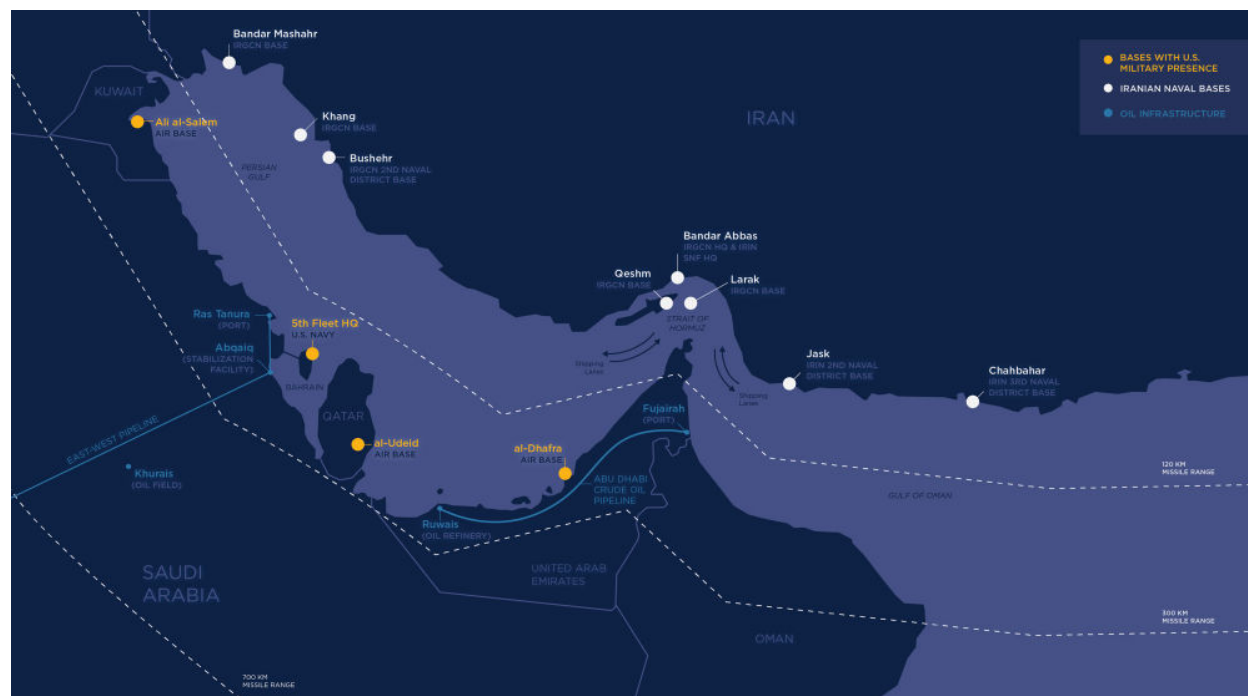 Bandar Mashahr
IRGCN BASE
BASES WITH U.S.
MILITARY PRESENCE
IRANIAN NAVAL BASES
OIL INFRASTRUCTURE
KUWAIT
Ali al-Salem
AIR BASE
Khang
IRGCN BASE
IRAN
Bushehr
IRGCN 2ND NAVAL
DISTRICT BASE
PERSIAN
GULF
Bandar Abbas
IRGCN HQ & IRIN
SNF HQ
Qeshm
IRGCN BASE
Larak
IRGCN BASE
STRAIT OF
HORMUZ
Ras Tanura
(PORT)
5th Fleet HQ
U.S. NAVY
Abqaiq
(STABILIZATION
FACILITY)
BAHRAIN
Shipping
Lanes
Shipping
Lanes
Jask
IRIN 2ND NAVAL
DISTRICT BASE
Chahbahar
IRIN 3RD NAVAL
DISTRICT BASE
QATAR
Fujairah
(PORT)
EAST-WEST PIPELINE
al-Udeid
AIR BASE
al-Dhafra
AIR BASE
Khurais
(OIL FIELD)
ABU DHABI
CRUDE OIL
PIPELINE
120 KM
MISSILE RANGE
GULF OF OMAN
Ruwais
(OIL REFINERY)
SAUDI
ARABIA
UNITED ARAB
EMIRATES
300 KM
MISSILE RANGE
OMAN
700 KM
MISSILE RANGE